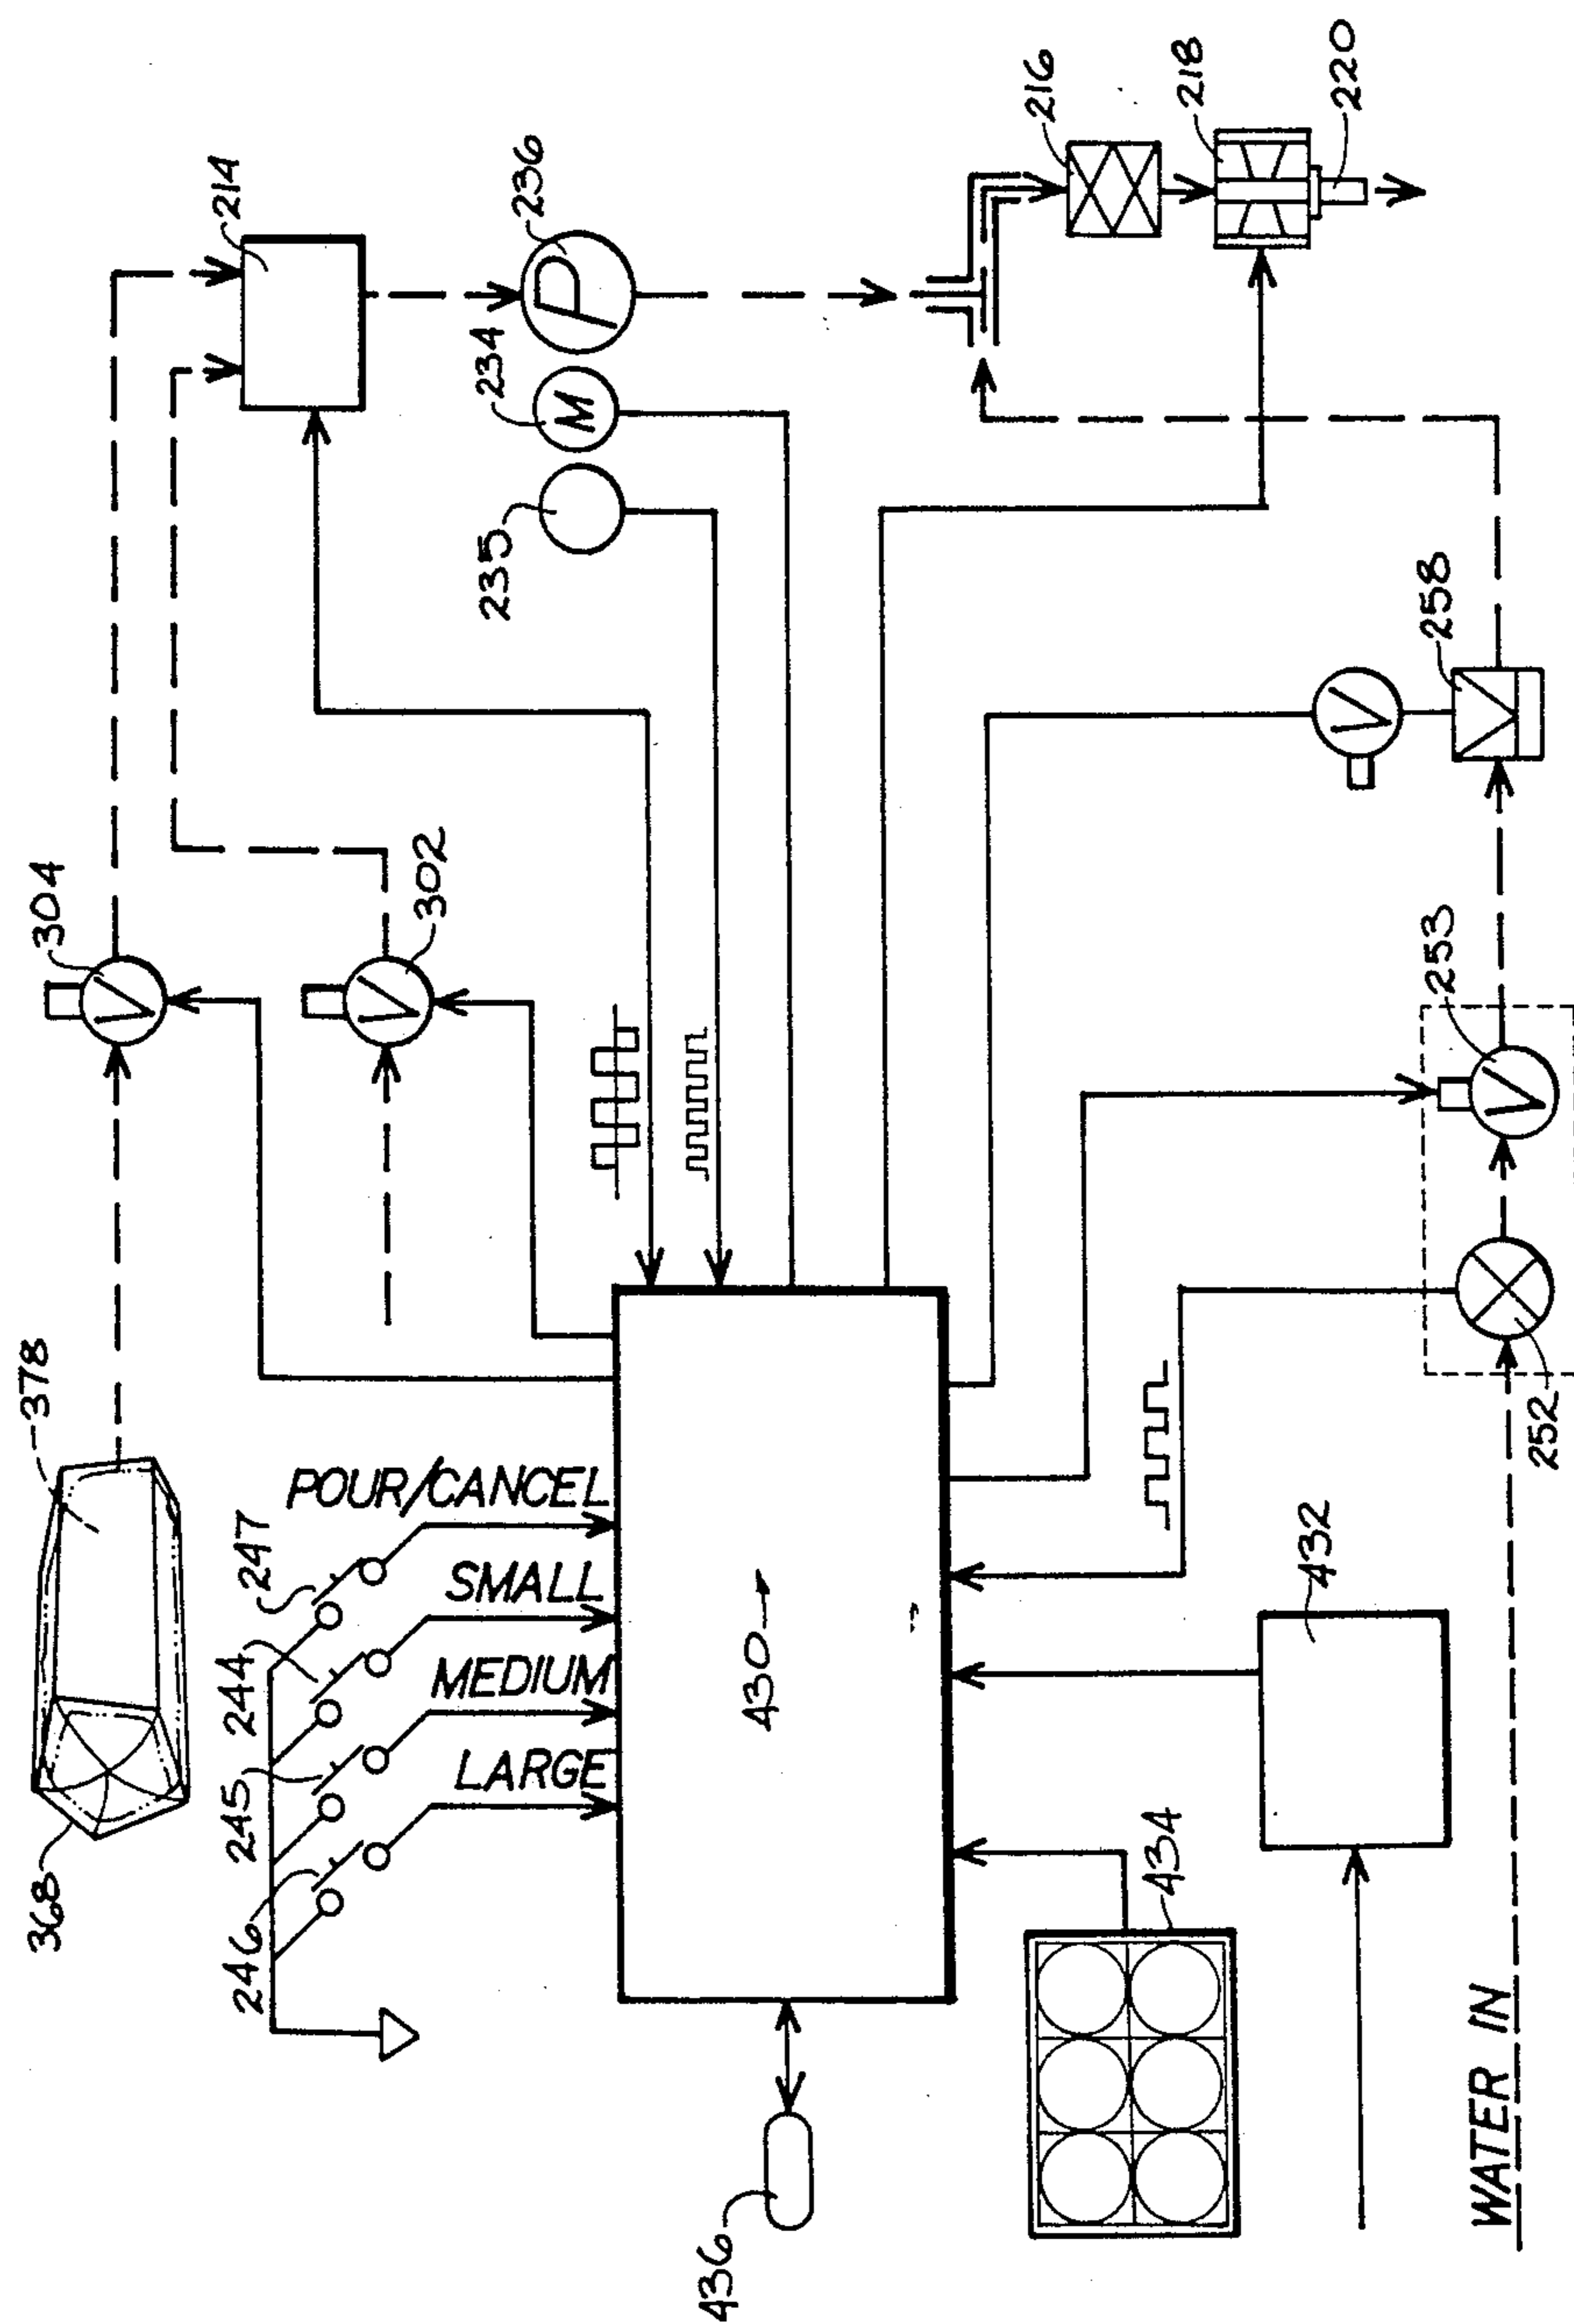 368
378
304
214
302
236
234
235
216
218
220
247
244
245
246
POUR/CANCEL
SMALL
MEDIUM
LARGE
P
M
V
V
430
436
434
432
252
253
V
V
258
WATER IN